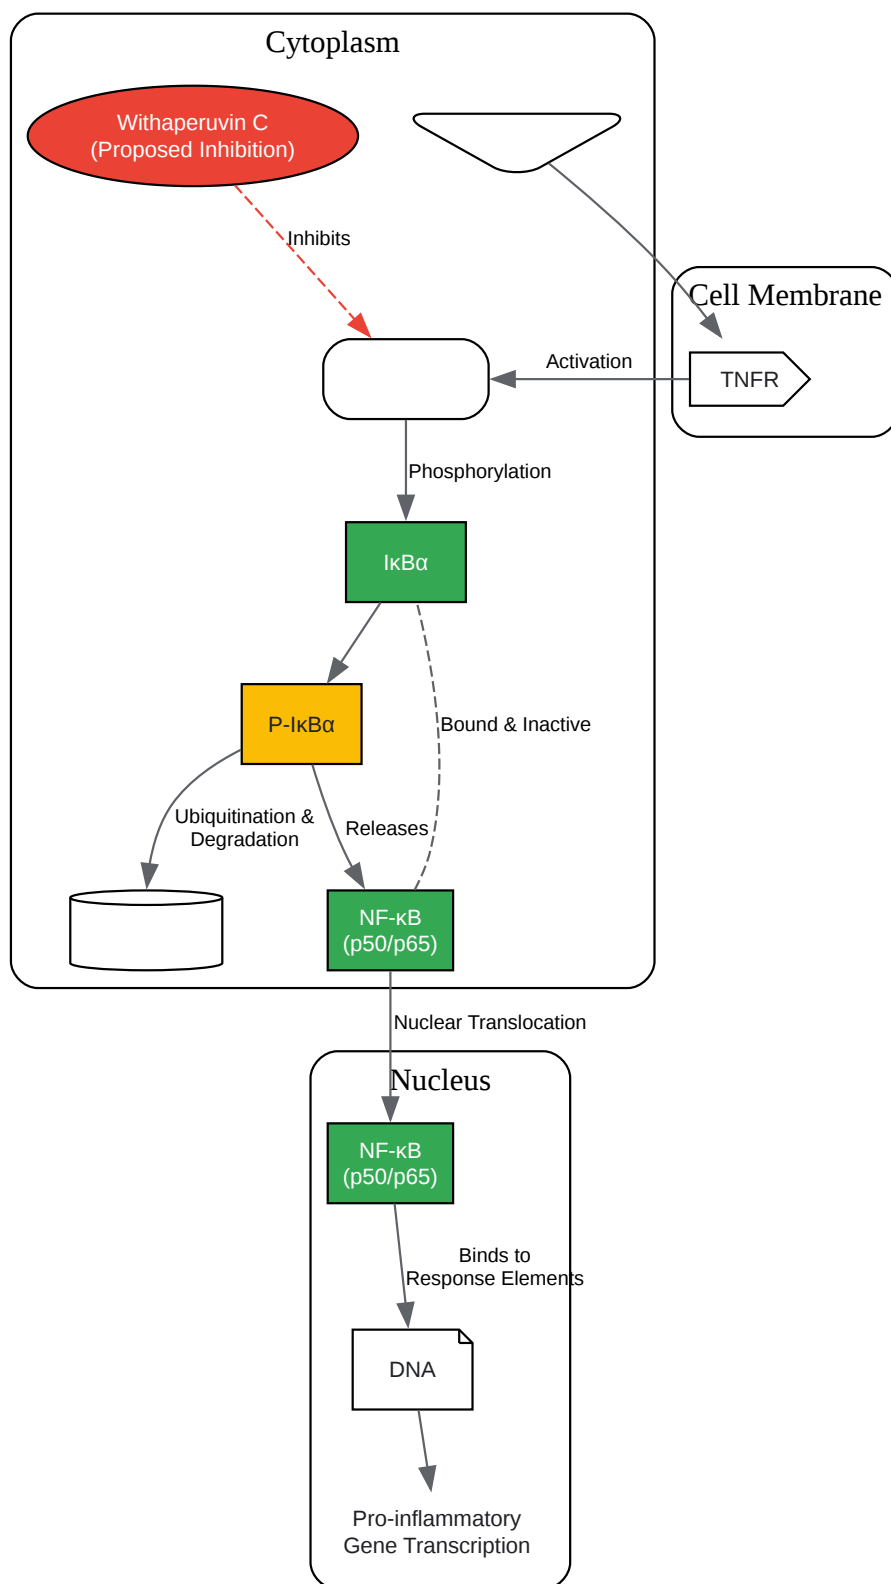 Cytoplasm
Withaperuvin C
(Proposed Inhibition)
Inhibits
Cell Membrane
TNFR
Activation
Phosphorylation
IκBα
P-IκBα
Bound & Inactive
Ubiquitination &
Degradation
Releases
NF-κB
(p50/p65)
Nuclear Translocation
Nucleus
NF-κB
(p50/p65)
Binds to
Response Elements
DNA
Pro-inflammatory
Gene Transcription